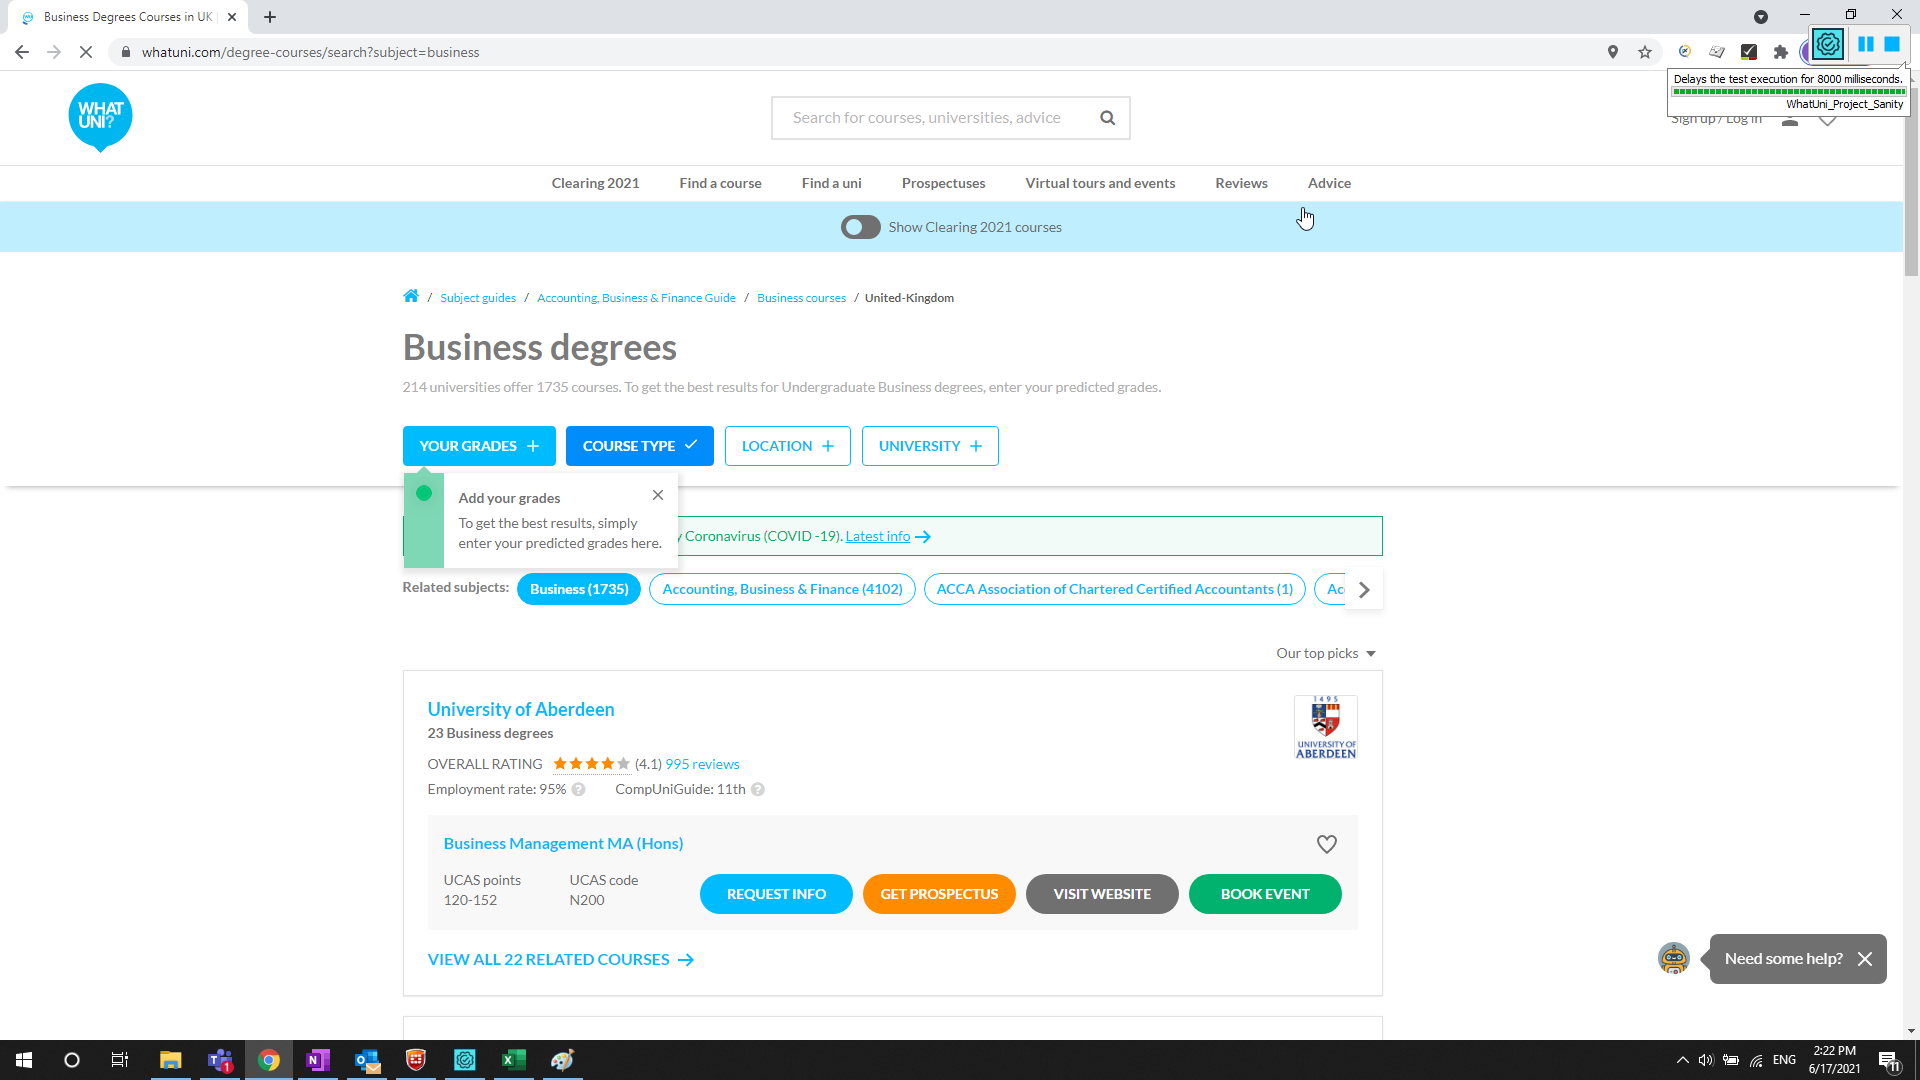 Business Degrees Courses in UK
whatuni.com/degree-courses/search?subject=business
Delays the test execution for 8000 milliseconds.
WhatUni_Project_Sanity
WHAT
UNI?
Search for courses, universities, advice
Sign up / Log in
Clearing 2021
Find a course
Find a uni
Prospectuses
Virtual tours and events
Reviews
Advice
Show Clearing 2021 courses
/ Subject guides / Accounting, Business & Finance Guide / Business courses / United-Kingdom
Business degrees
214 universities offer 1735 courses. To get the best results for Undergraduate Business degrees, enter your predicted grades.
YOUR GRADES
COURSE TYPE
LOCATION
UNIVERSITY
Add your grades
To get the best results, simply
enter your predicted grades here.
Coronavirus (COVID -19). Latest info
Related subjects:
Business (1735)
Accounting, Business & Finance (4102)
ACCA Association of Chartered Certified Accountants (1)
Our top picks
University of Aberdeen
23 Business degrees
OVERALL RATING (4.1) 995 reviews
Employment rate: 95% ?
CompUniGuide: 11th ?
1495
UNIVERSITY OF
ABERDEEN
Business Management MA (Hons)
UCAS points
120-152
UCAS code
N200
REQUEST INFO
GET PROSPECTUS
VISIT WEBSITE
BOOK EVENT
VIEW ALL 22 RELATED COURSES
Need some help?
ENG
2:22 PM
6/17/2021
11
1